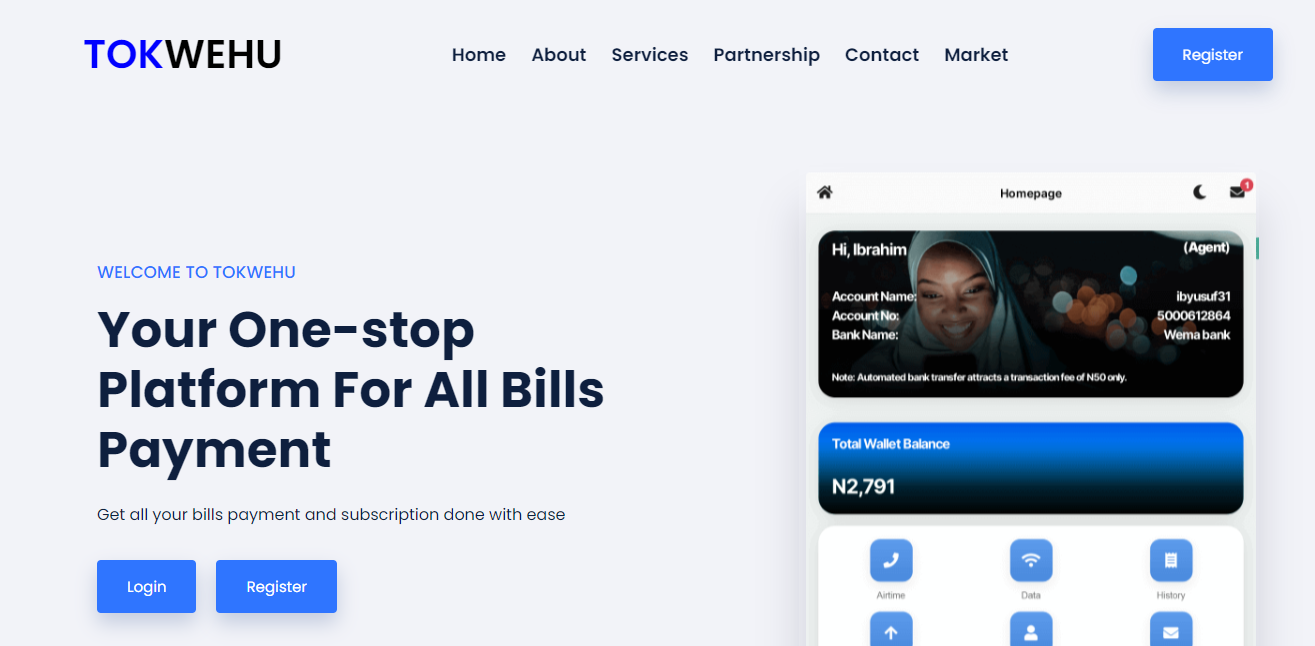 TOKWEHU
Home About Services Partnership Contact Market
Register
WELCOME TO TOKWEHU
Your One-stop
Platform For All Bills
Payment
Get all your bills payment and subscription done with ease
Login Register
Homepage
1
Hi, Ibrahim (Agent)
Account Name: ibyusuf31
Account No: 5000612864
Bank Name: Wema bank
Note: Automated bank transfer attracts a transaction fee of N50 only.
Total Wallet Balance
N2,791
Airtime Data History